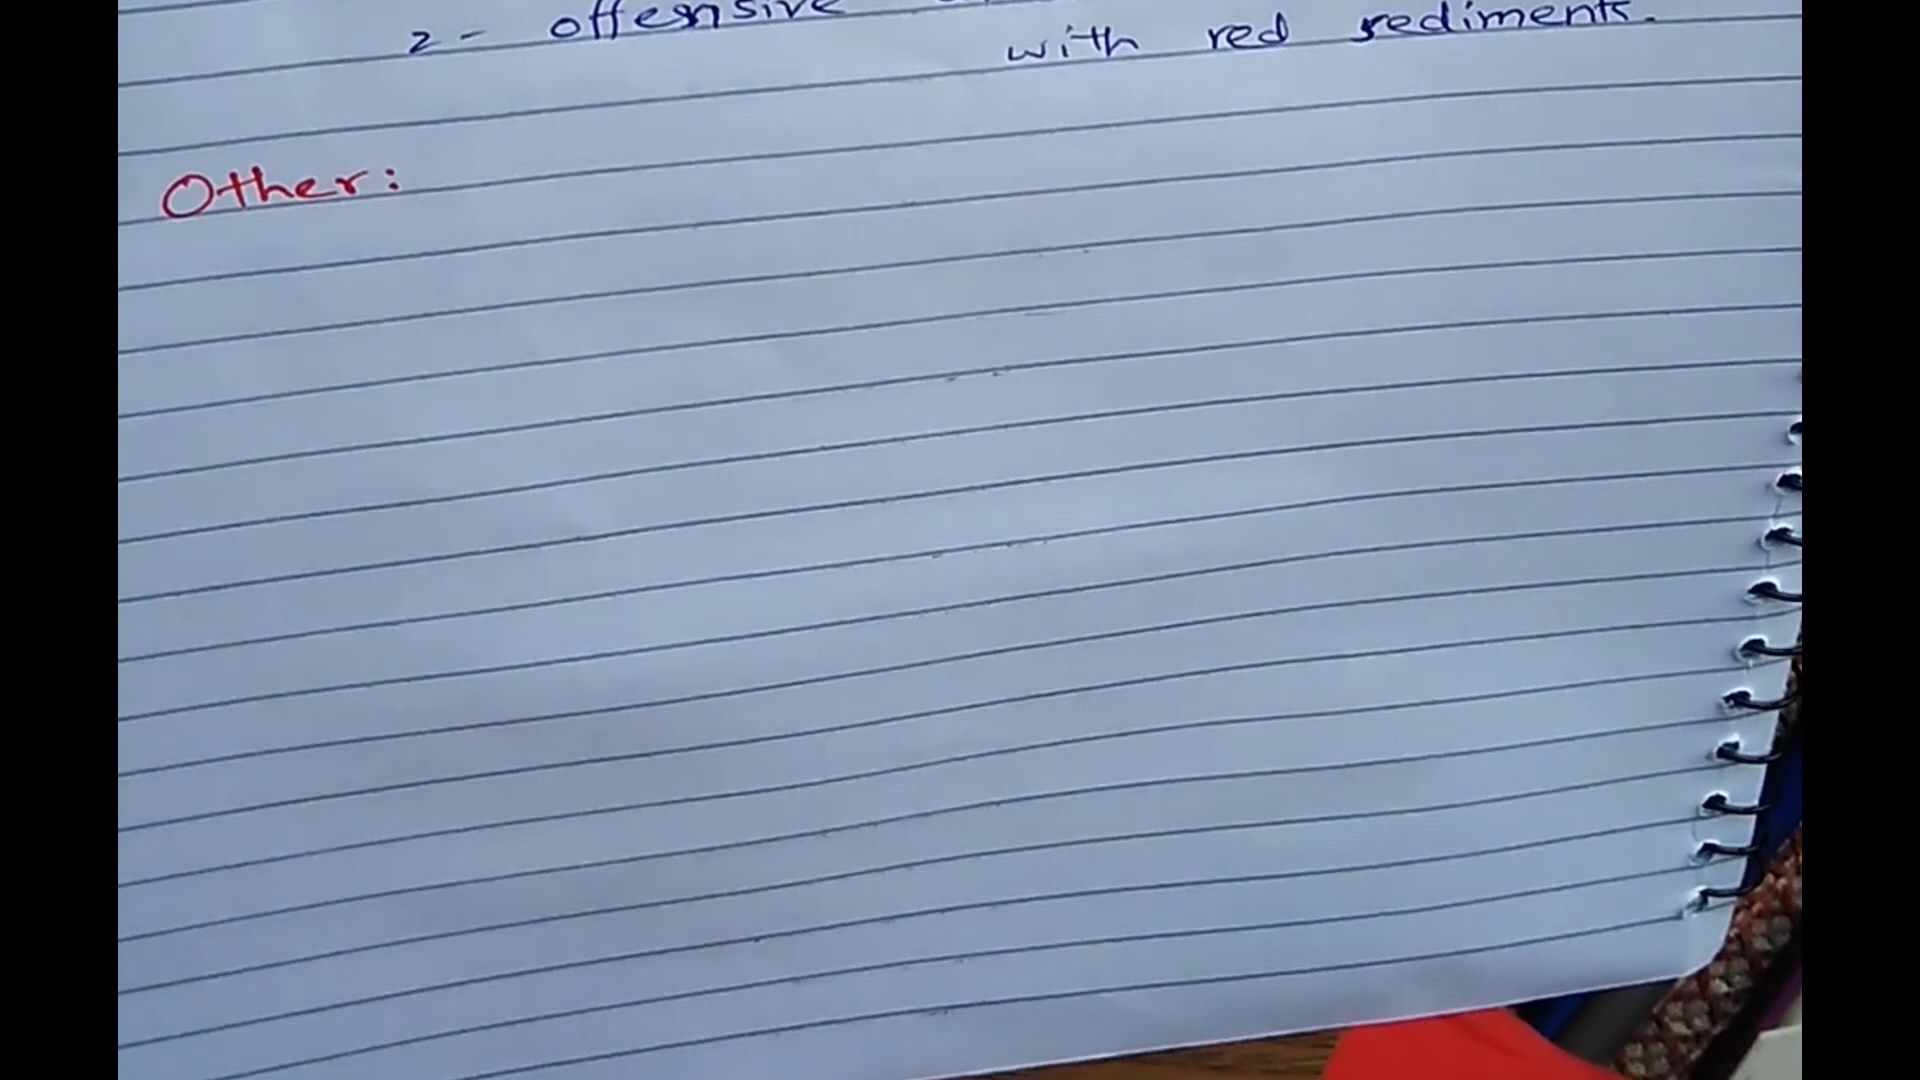 2 - offensive
with red sediments.
Other: